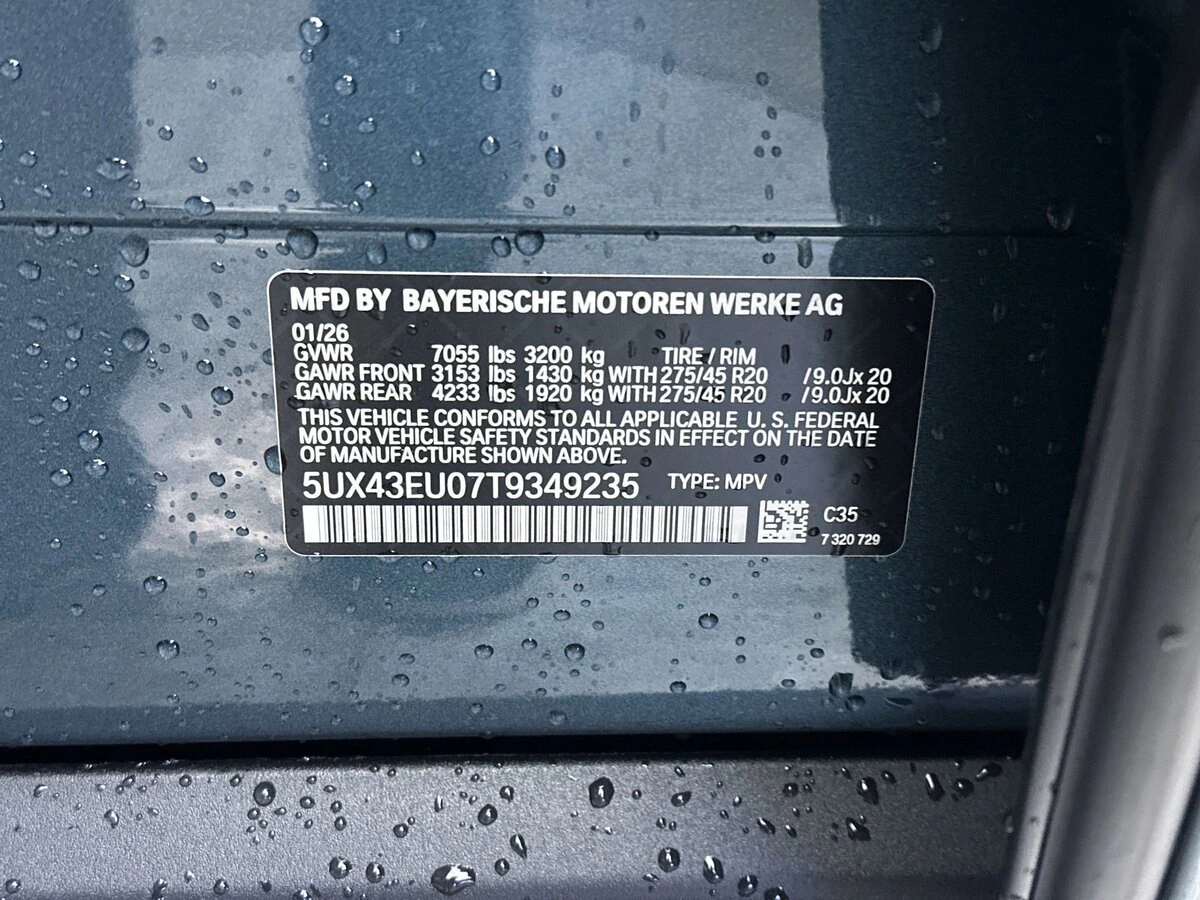 MFD BY BAYERISCHE MOTOREN WERKE AG
01/26
GVWR 7055 lbs 3200 kg TIRE / RIM
GAWR FRONT 3153 lbs 1430 kg WITH 275/45 R20 /9.0Jx 20
GAWR REAR 4233 lbs 1920 kg WITH 275/45 R20 /9.0Jx 20
THIS VEHICLE CONFORMS TO ALL APPLICABLE U. S. FEDERAL
MOTOR VEHICLE SAFETY STANDARDS IN EFFECT ON THE DATE
OF MANUFACTURE SHOWN ABOVE.
5UX43EU07T9349235 TYPE: MPV
C35
7 320 729